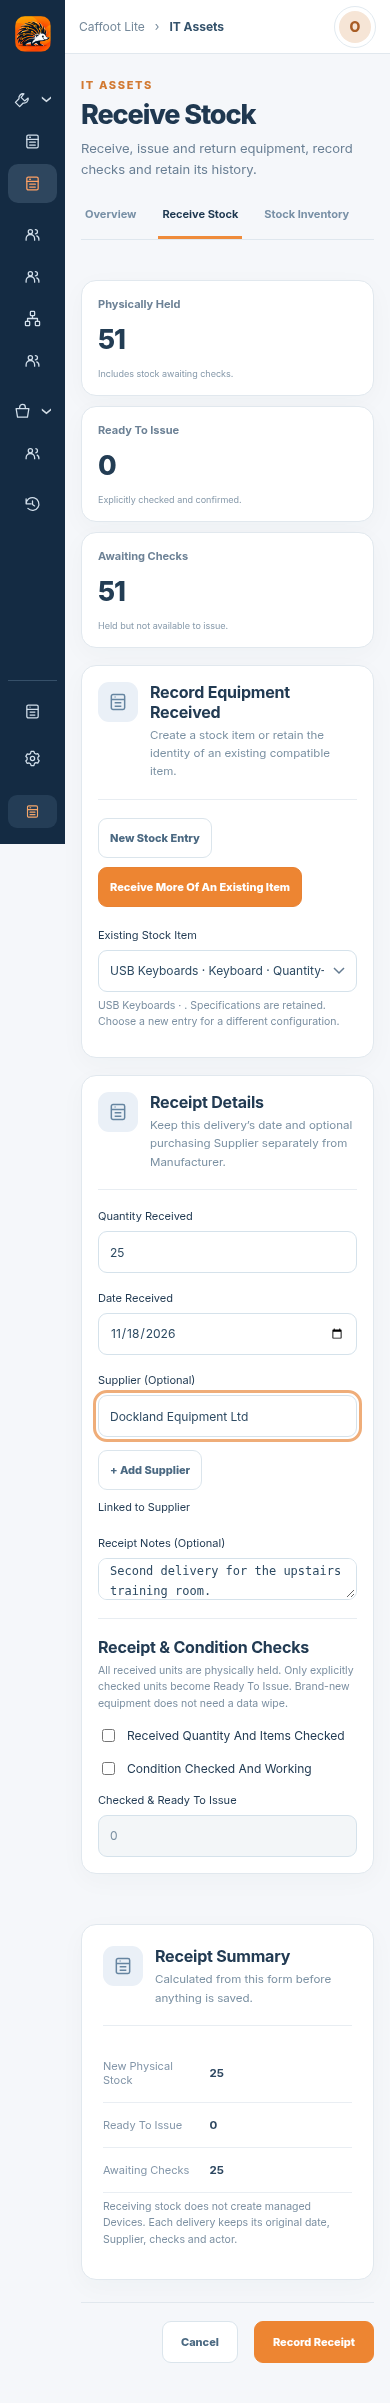 Caffoot Lite › IT Assets
O
IT ASSETS
Receive Stock
Receive, issue and return equipment, record
checks and retain its history.
Overview Receive Stock Stock Inventory
Physically Held
51
Includes stock awaiting checks.
Ready To Issue
0
Explicitly checked and confirmed.
Awaiting Checks
51
Held but not available to issue.
Record Equipment
Received
Create a stock item or retain the
identity of an existing compatible
item.
New Stock Entry
Receive More Of An Existing Item
Existing Stock Item
USB Keyboards · Keyboard · Quantity-
USB Keyboards · . Specifications are retained.
Choose a new entry for a different configuration.
Receipt Details
Keep this delivery's date and optional
purchasing Supplier separately from
Manufacturer.
Quantity Received
25
Date Received
11/18/2026
Supplier (Optional)
Dockland Equipment Ltd
+ Add Supplier
Linked to Supplier
Receipt Notes (Optional)
Second delivery for the upstairs
training room.
Receipt & Condition Checks
All received units are physically held. Only explicitly
checked units become Ready To Issue. Brand-new
equipment does not need a data wipe.
Received Quantity And Items Checked
Condition Checked And Working
Checked & Ready To Issue
0
Receipt Summary
Calculated from this form before
anything is saved.
New Physical
Stock
25
Ready To Issue 0
Awaiting Checks 25
Receiving stock does not create managed
Devices. Each delivery keeps its original date,
Supplier, checks and actor.
Cancel Record Receipt